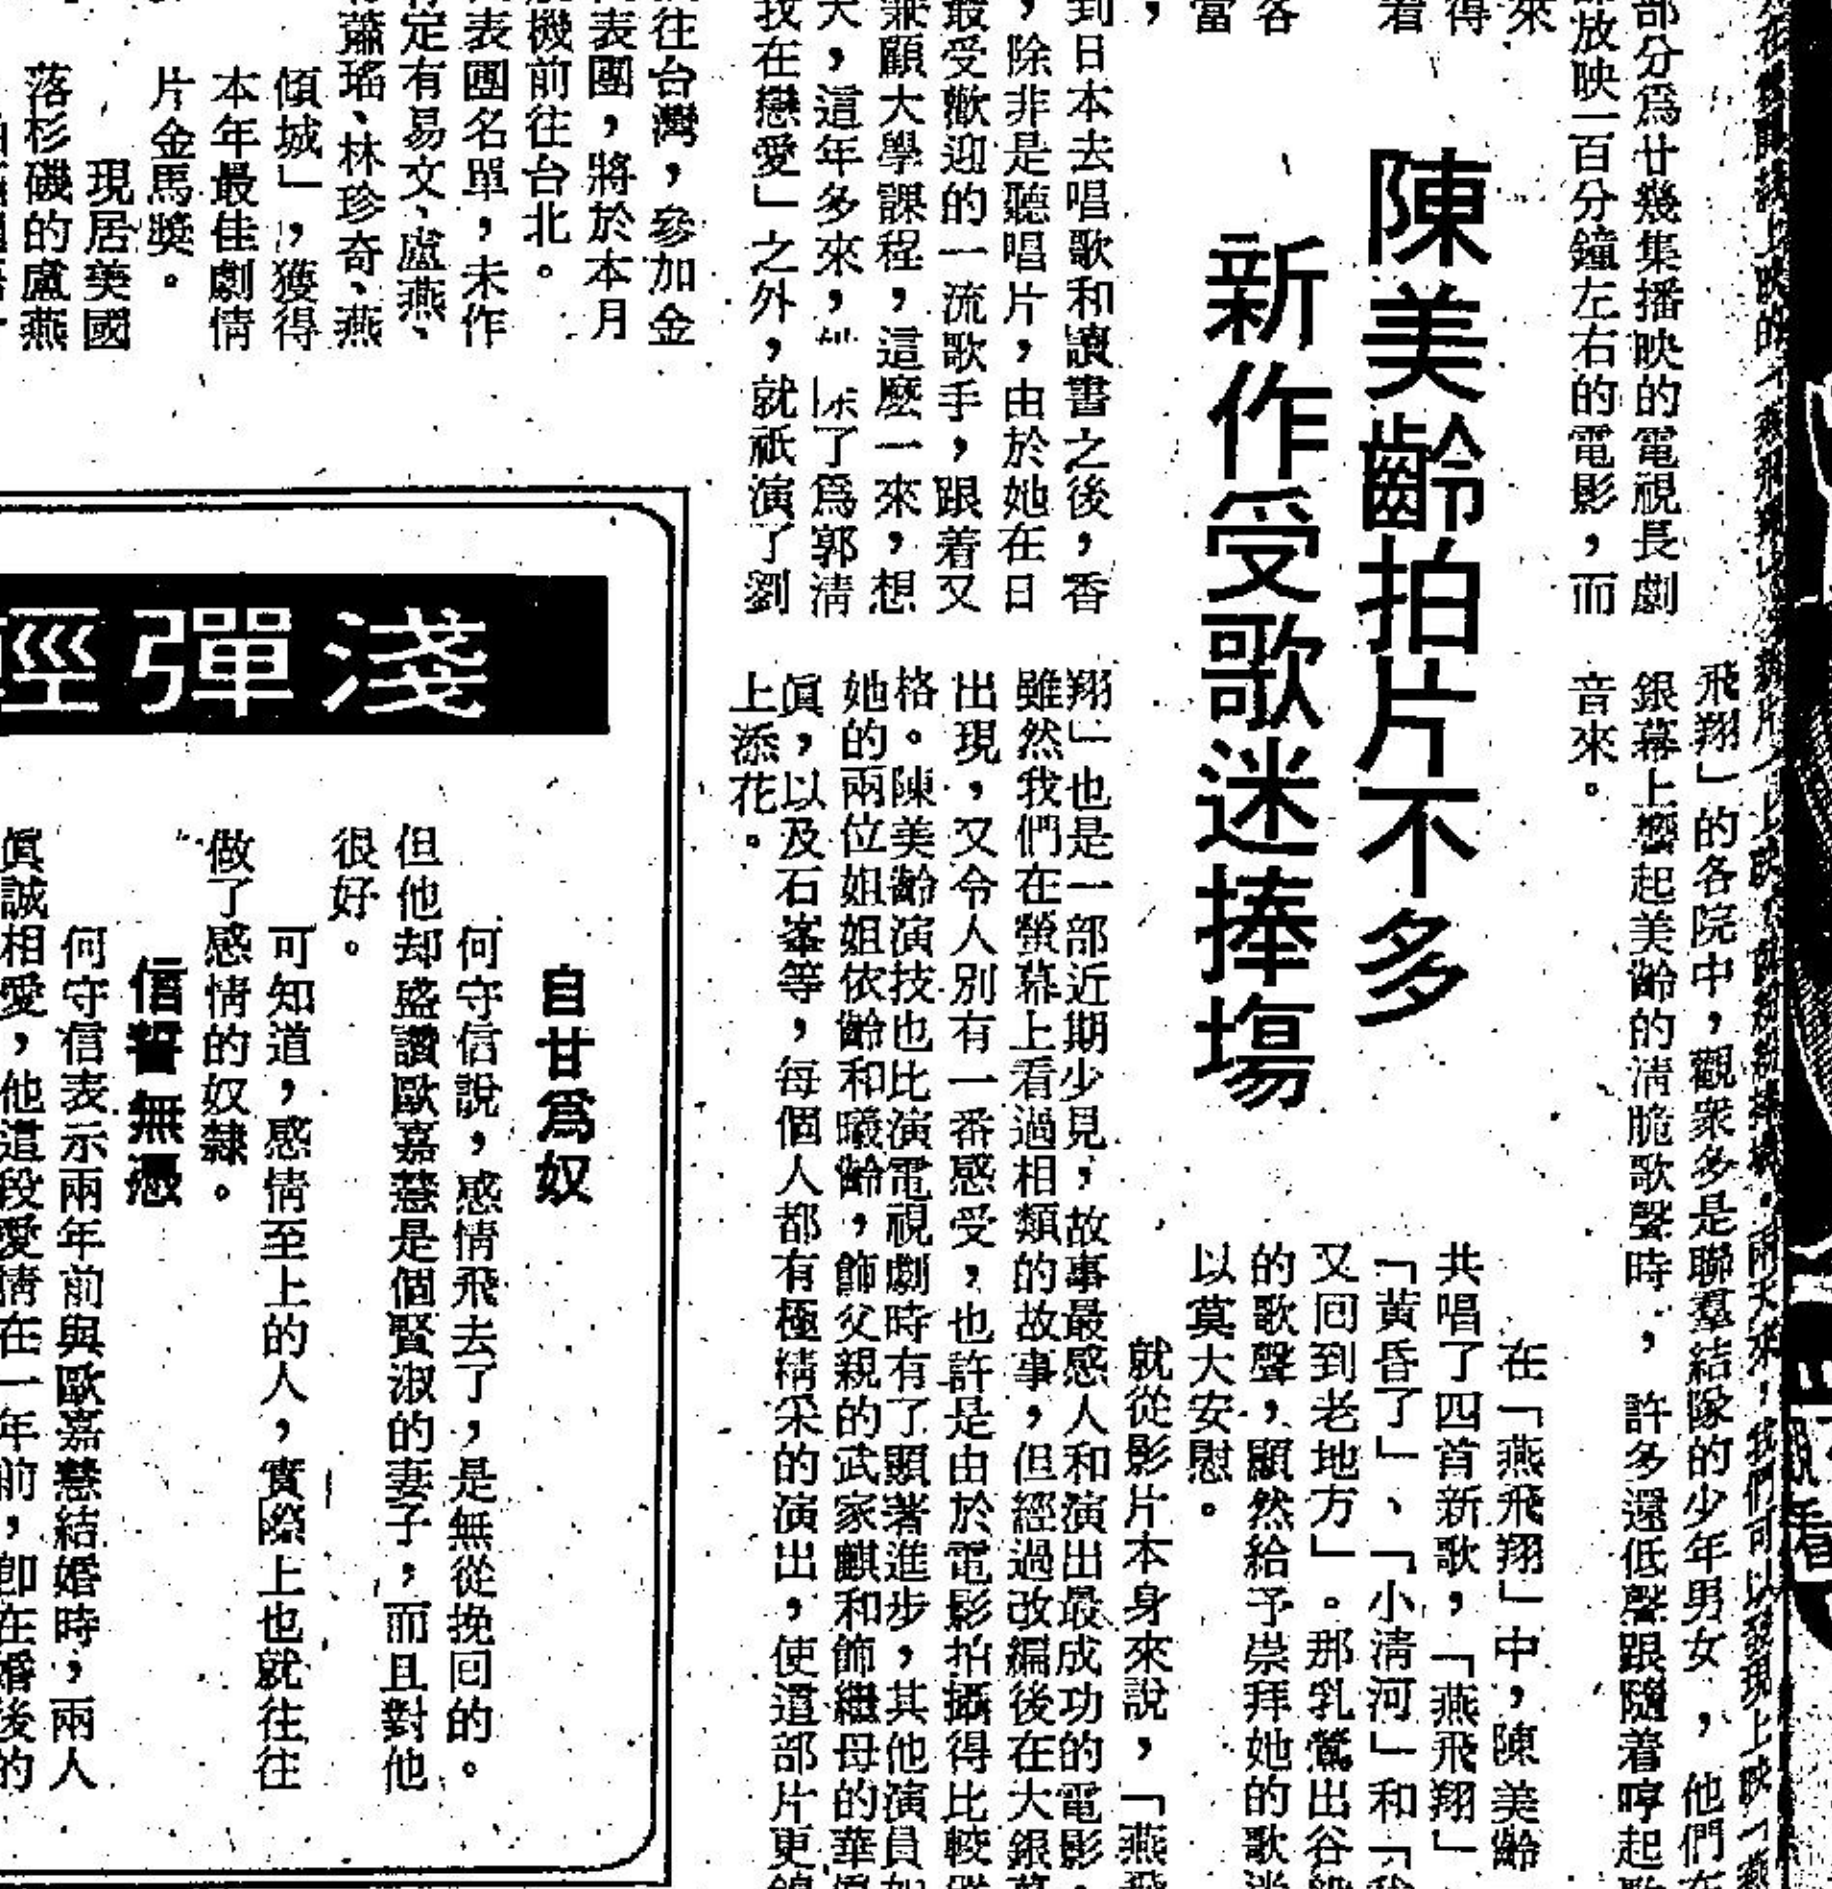 陳美齡拍片不多
新作受歌迷捧場
部分爲廿幾集播映的電視長劇
放映一百分鐘左右的電影，而
飛翔」的各院中，觀衆多是聯羣結隊的少年男女，他們在
銀幕上響起美齡的清脆歌聲時，許多還低聲跟隨着哼起
音來。
在「燕飛翔」中，陳美齡
共唱了四首新歌，「燕飛翔」
「黃昏了」、「小清河」和「我
又回到老地方」。那乳鶯出谷般
的歌聲，顯然給予崇拜她的歌迷
以莫大安慰。
就從影片本身來說，「燕飛
到日本去唱歌和讀書之後，香
，除非是聽唱片，由於她在日
最受歡迎的一流歌手，跟着又
兼顧大學課程，這麽一來，想
天，這年多來，除了爲郭清
我在戀愛」之外，就祇演了劉
翔」也是一部近期少見，故事最感人和演出最成功的電影，
雖然我們在螢幕上看過相類的故事，但經過改編後在大銀幕
出現，又令人別有一番感受，也許是由於電影拍攝得比較
格。陳美齡演技也比演電視劇時有了顯著進步，其他演員如
她的兩位姐姐依齡和曦齡，飾父親的武家麒和飾繼母的華
眞，以及石峯等，每個人都有極精采的演出，使這部片更錦
上添花。
往台灣，參加金
表團，將於本月
機前往台北。
表團名單，未作
定有易文、盧燕、
蕭瑤、林珍奇、燕
傾城」，獲得
本年最佳劇情
片金馬獎。
現居美國
落杉磯的盧燕
淺彈輕
自甘爲奴
何守信說，感情飛去了，是無從挽回的。
但他却盛讚歐嘉慧是個賢淑的妻子，而且對他
很好。
可知道，感情至上的人，實際上也就往往
做了感情的奴隸。
信誓無憑
何守信表示兩年前與歐嘉慧結婚時，兩人
眞誠相愛，他這段愛情在一年前，卽在婚後的